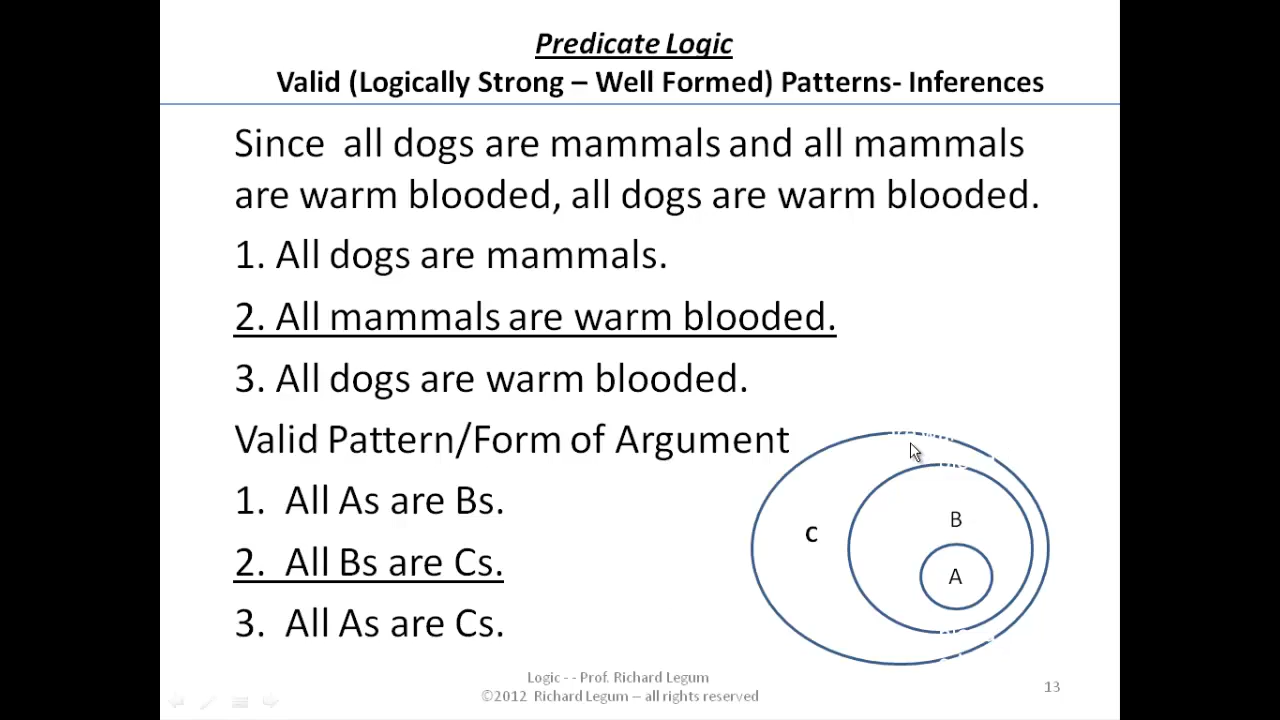 Predicate Logic
Valid (Logically Strong – Well Formed) Patterns- Inferences
Since all dogs are mammals and all mammals
are warm blooded, all dogs are warm blooded.
1. All dogs are mammals.
2. All mammals are warm blooded.
3. All dogs are warm blooded.
Valid Pattern/Form of Argument
1. All As are Bs.
2. All Bs are Cs.
3. All As are Cs.
B
C
A
Logic - - Prof. Richard Legum
©2012 Richard Legum – all rights reserved
13